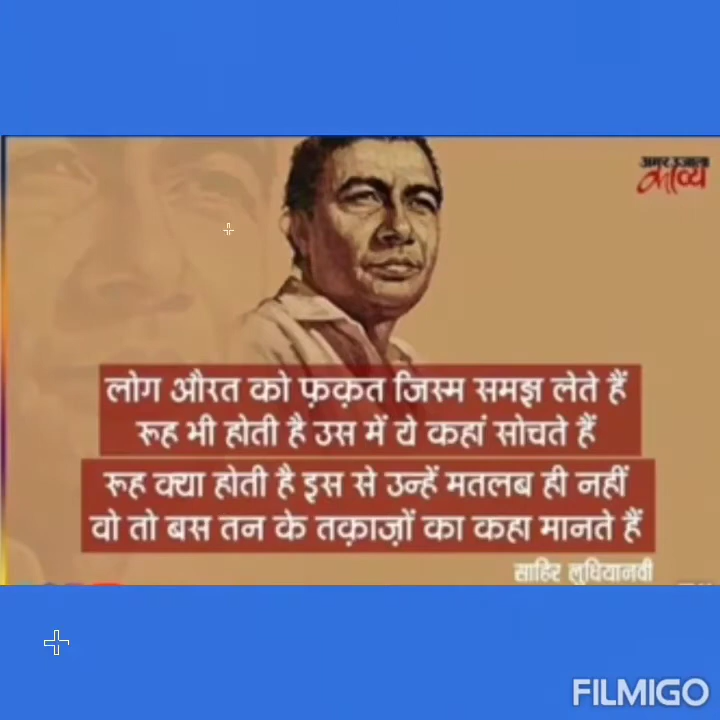 अमर उजाला
काव्य
लोग औरत को फ़क़त जिस्म समझ लेते हैं
रूह भी होती है उस में ये कहां सोचते हैं
रूह क्या होती है इस से उन्हें मतलब ही नहीं
वो तो बस तन के तक़ाज़ों का कहा मानते हैं
साहिर लुधियानवी
FILMIGO